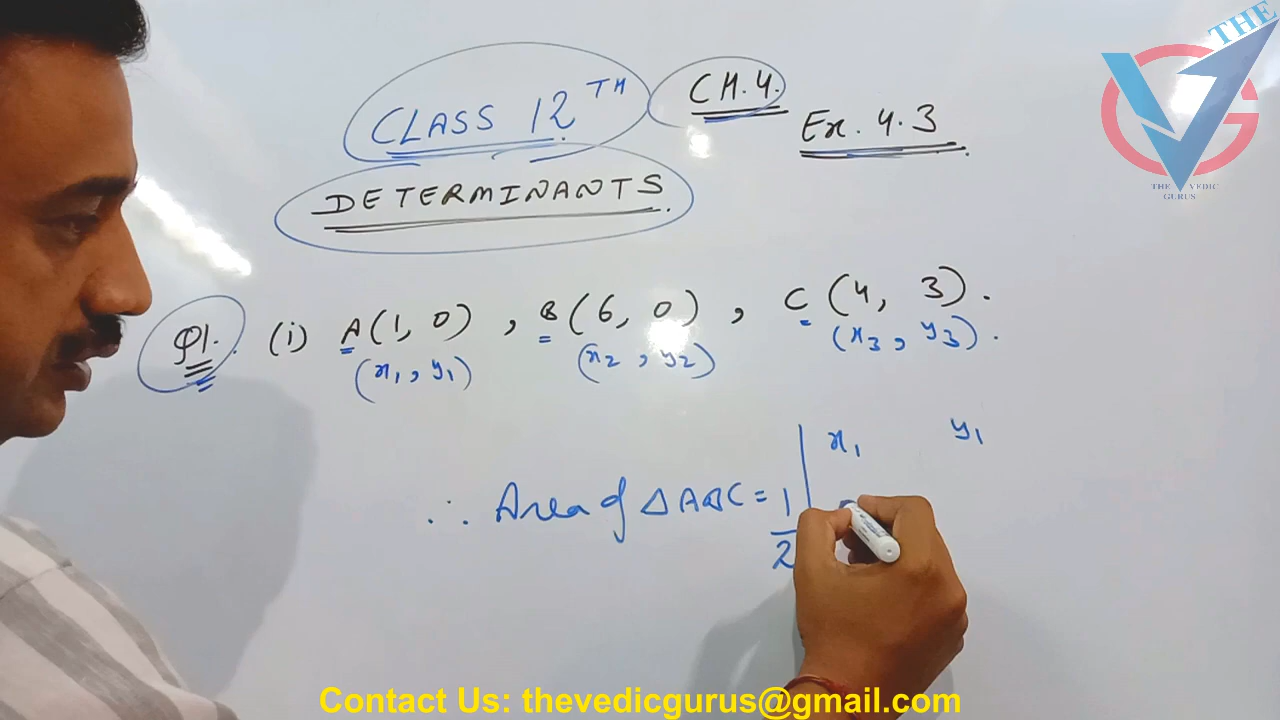 THE
CLASS 12TH CH.4.
Ex. 4.3
THE VEDIC
GURUS
DETERMINANTS
Q1. (i) A(1, 0) , B(6, 0) , C(4, 3).
(x1, y1) (x2, y2) (x3, y3).
x1 y1
∴ Area of △ABC = 1/2 |
Contact Us: thevedicgurus@gmail.com